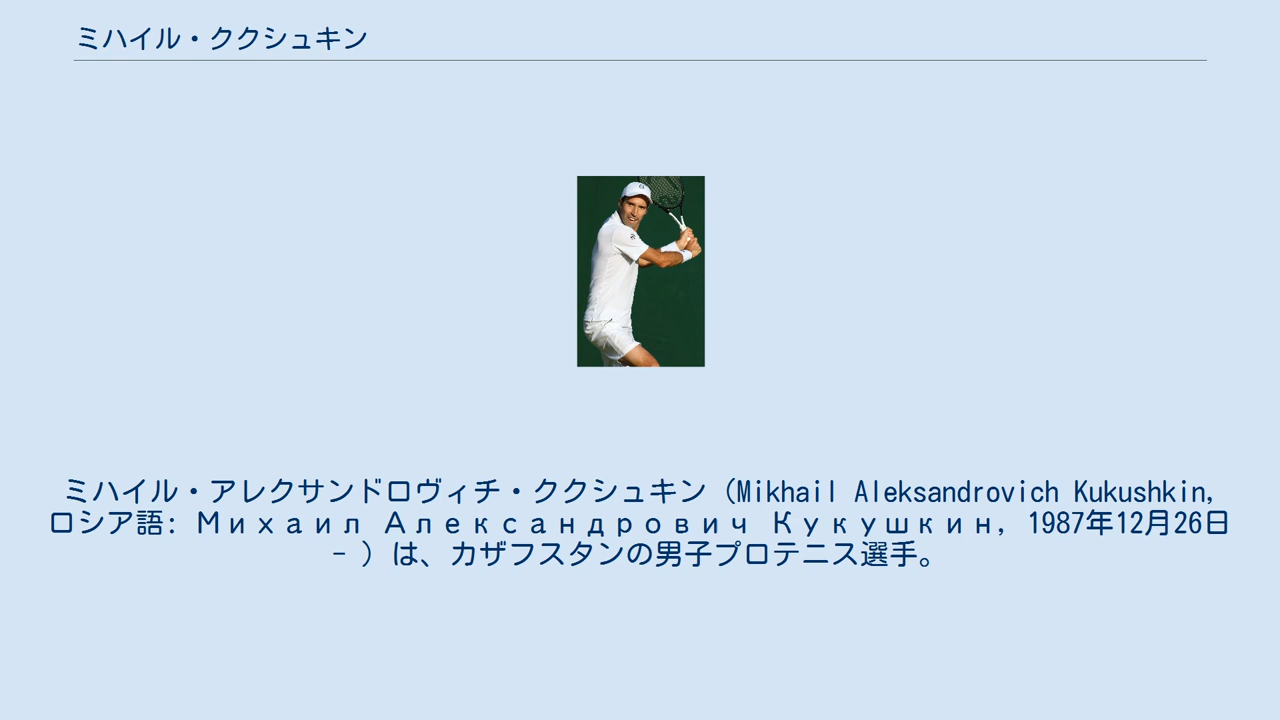 ミハイル・ククシュキン
ミハイル・アレクサンドロヴィチ・ククシュキン（Mikhail Aleksandrovich Kukushkin,
ロシア語: Михаил Александрович Кукушкин, 1987年12月26日
- ）は、カザフスタンの男子プロテニス選手。